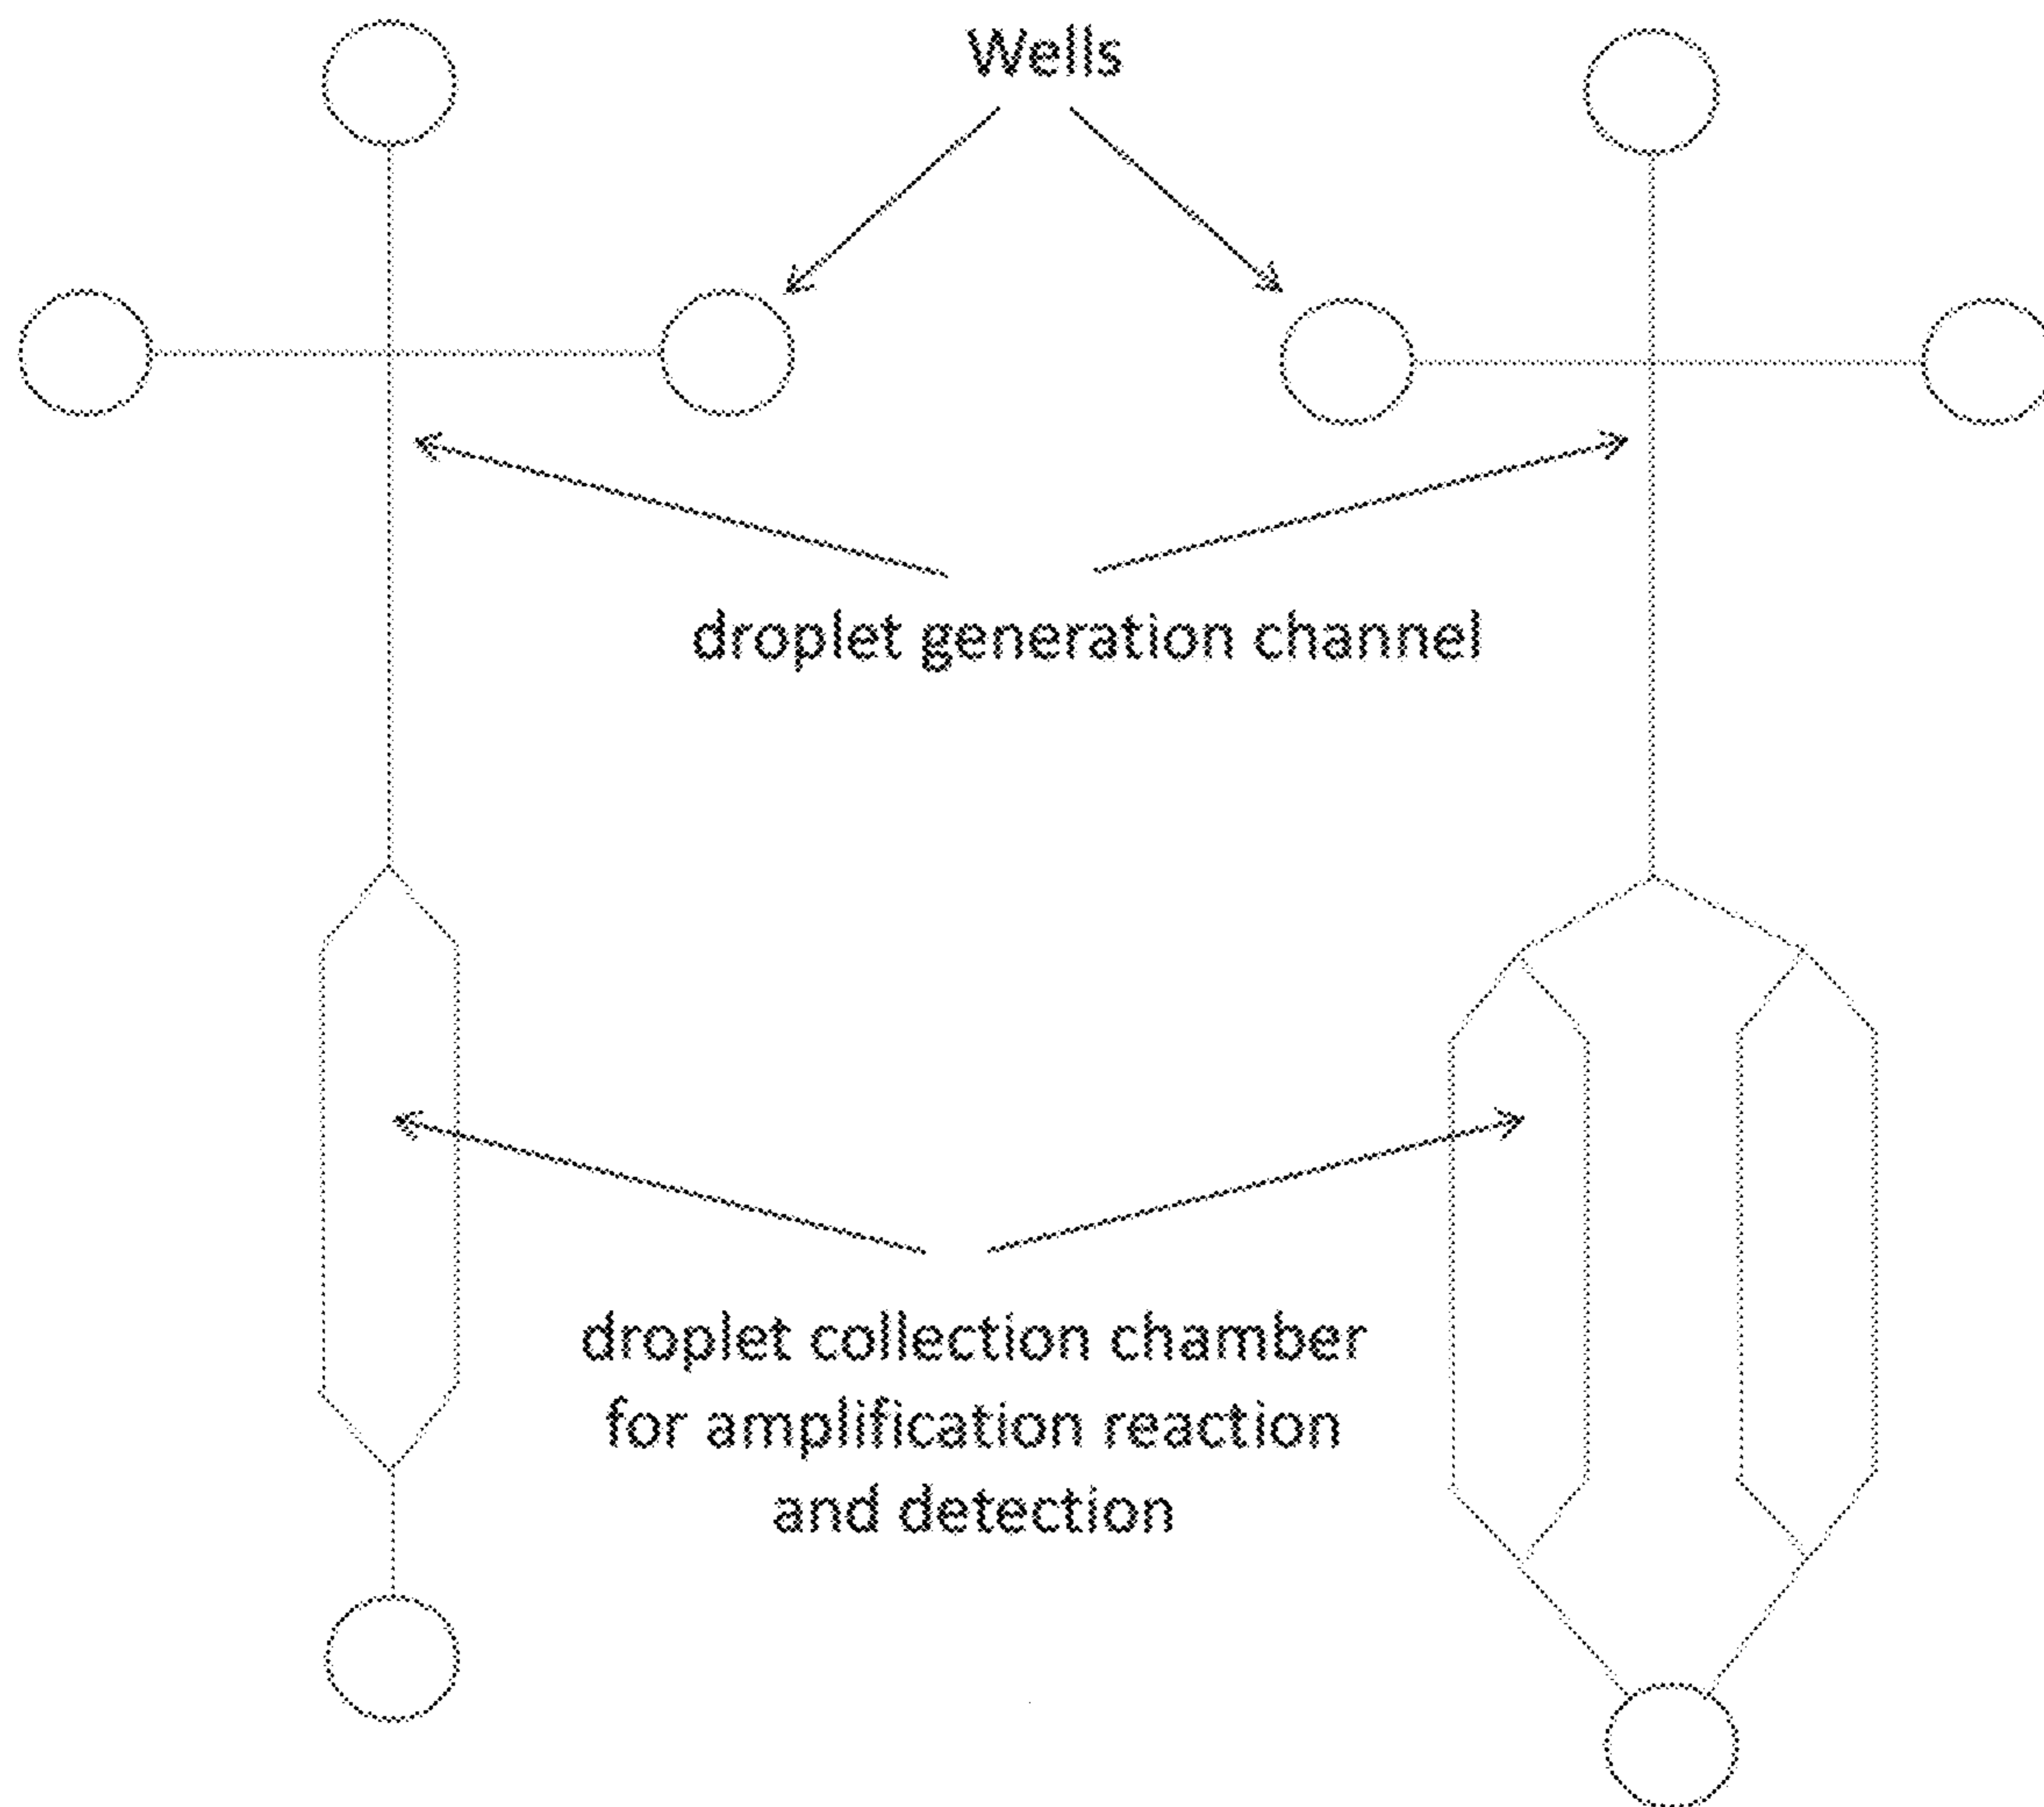 Wells
droplet generation channel
droplet collection chamber
for amplification reaction
and detection